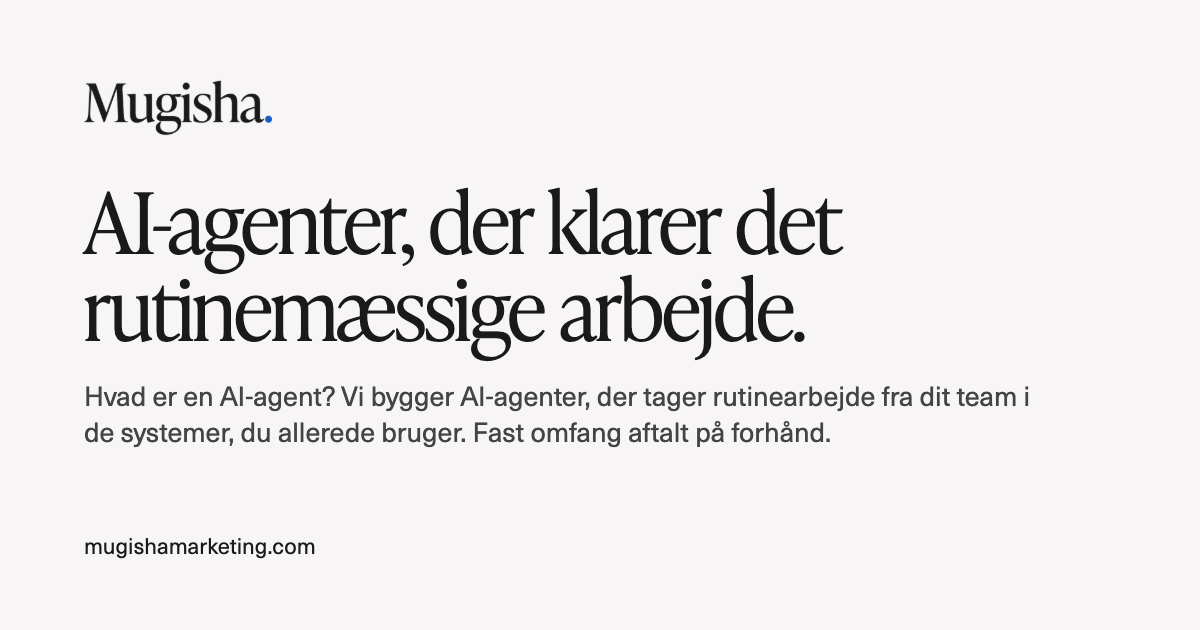 Mugisha.
AI-agenter, der klarer det
rutinemæssige arbejde.
Hvad er en AI-agent? Vi bygger AI-agenter, der tager rutinearbejde fra dit team i
de systemer, du allerede bruger. Fast omfang aftalt på forhånd.
mugishamarketing.com